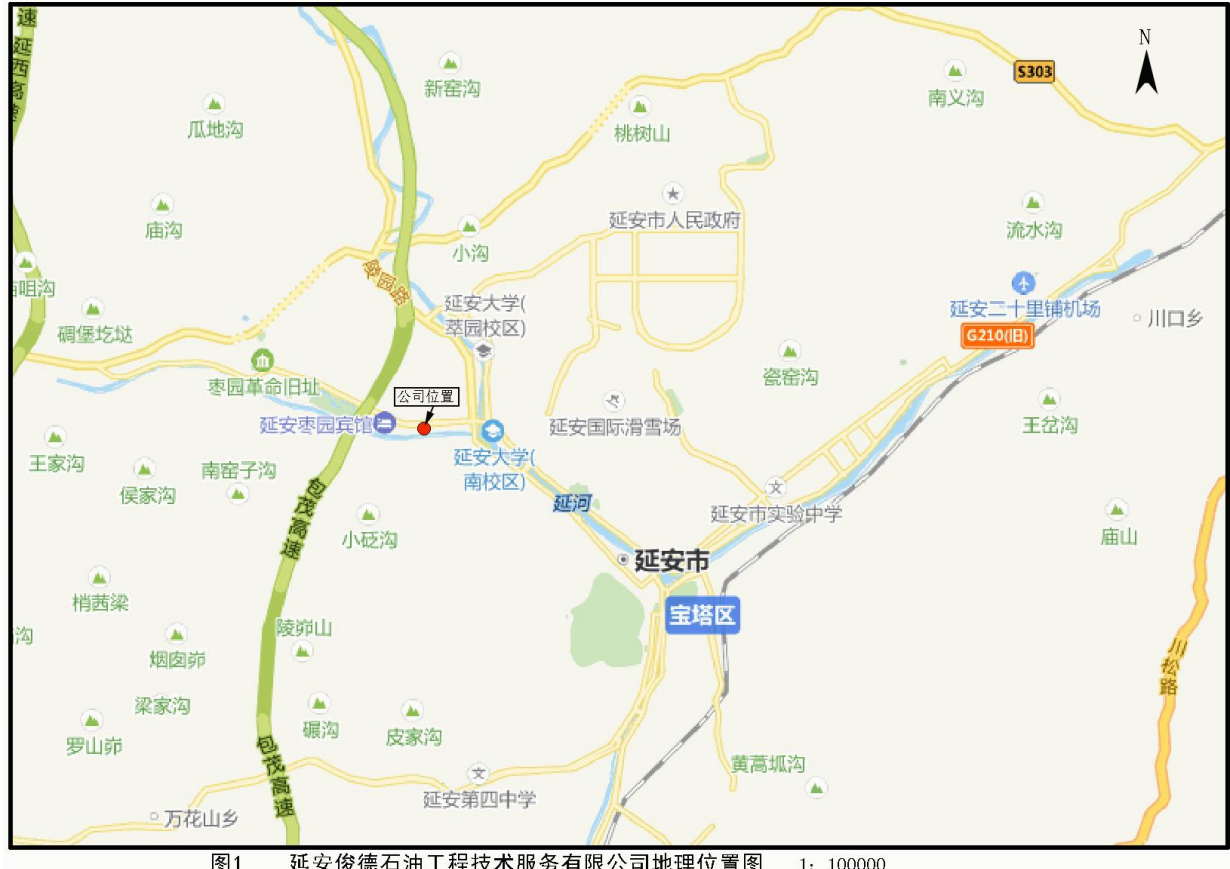 速
延西高速
N
新窑沟
S303
南义沟
瓜地沟
桃树山
庙沟
延安市人民政府
小沟
流水沟
咀沟
陵园路
延安大学(
萃园校区)
延安二十里铺机场
碉堡圪垯
川口乡
G210(旧)
枣园革命旧址
瓷窑沟
公司位置
延安枣园宾馆
延安国际滑雪场
王岔沟
王家沟
延安大学(
南校区)
南窑子沟
侯家沟
包茂高速
延河
延安市实验中学
小砭沟
庙山
延安市
梢茜梁
宝塔区
沟
陵峁山
烟囱峁
川松路
梁家沟
碾沟
皮家沟
罗山峁
包茂高速
黄蒿坬沟
延安第四中学
万花山乡
图1 延安俊德石油工程技术服务有限公司地理位置图 1: 100000